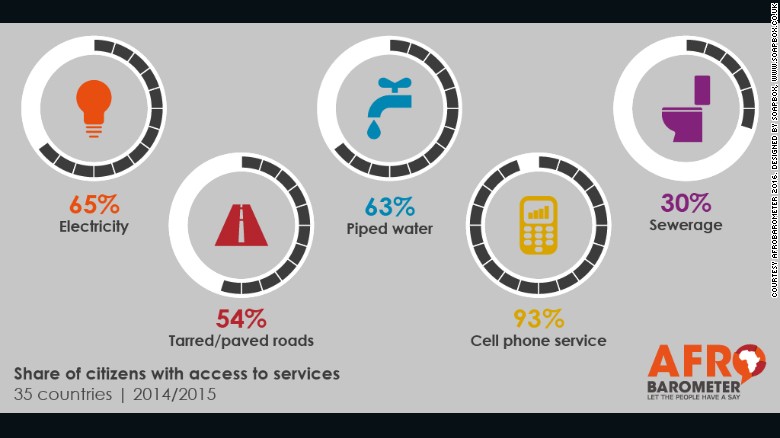 65%
Electricity
54%
Tarred/paved roads
63%
Piped water
93%
Cell phone service
30%
Sewerage
Share of citizens with access to services
35 countries | 2014/2015
AFRO
BAROMETER
LET THE PEOPLE HAVE A SAY
COURTESY AFROBAROMETER 2016. DESIGNED BY SOAPBOX, WWW.SOAPBOX.CO.UK